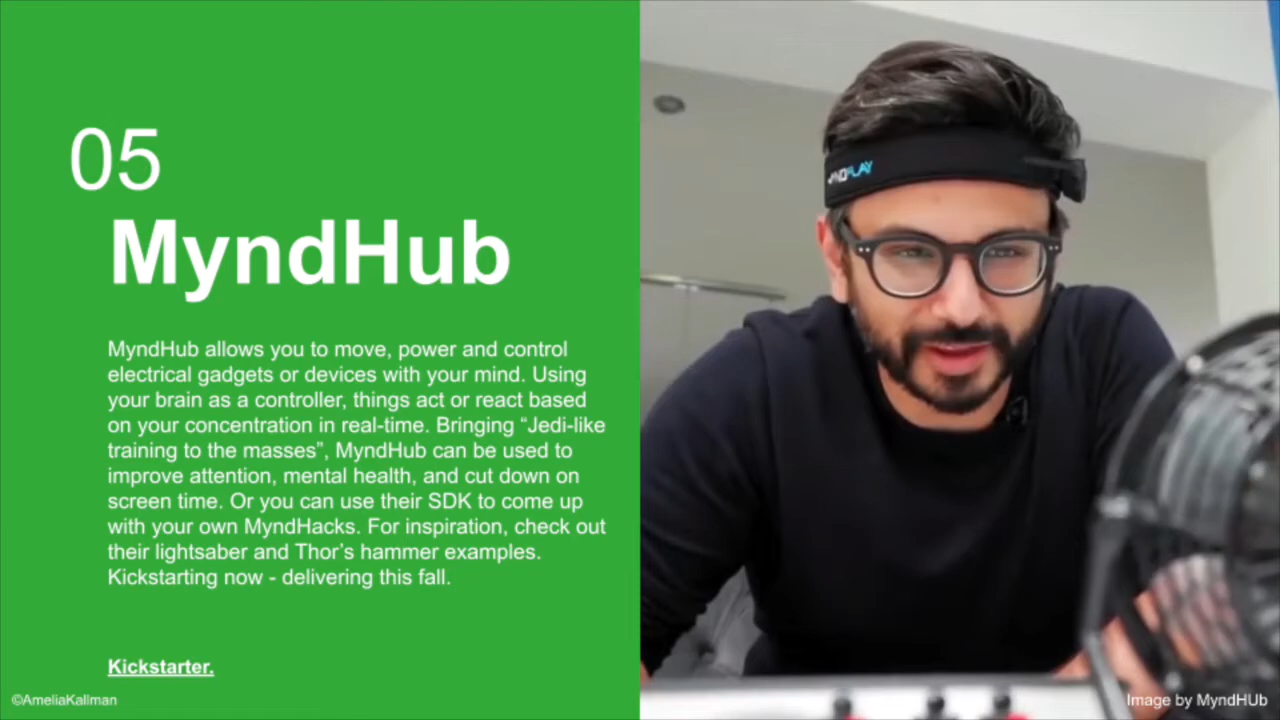 05
MyndHub
MyndHub allows you to move, power and control
electrical gadgets or devices with your mind. Using
your brain as a controller, things act or react based
on your concentration in real-time. Bringing “Jedi-like
training to the masses”, MyndHub can be used to
improve attention, mental health, and cut down on
screen time. Or you can use their SDK to come up
with your own MyndHacks. For inspiration, check out
their lightsaber and Thor’s hammer examples.
Kickstarting now - delivering this fall.
Kickstarter.
©AmeliaKallman
Image by MyndHUb